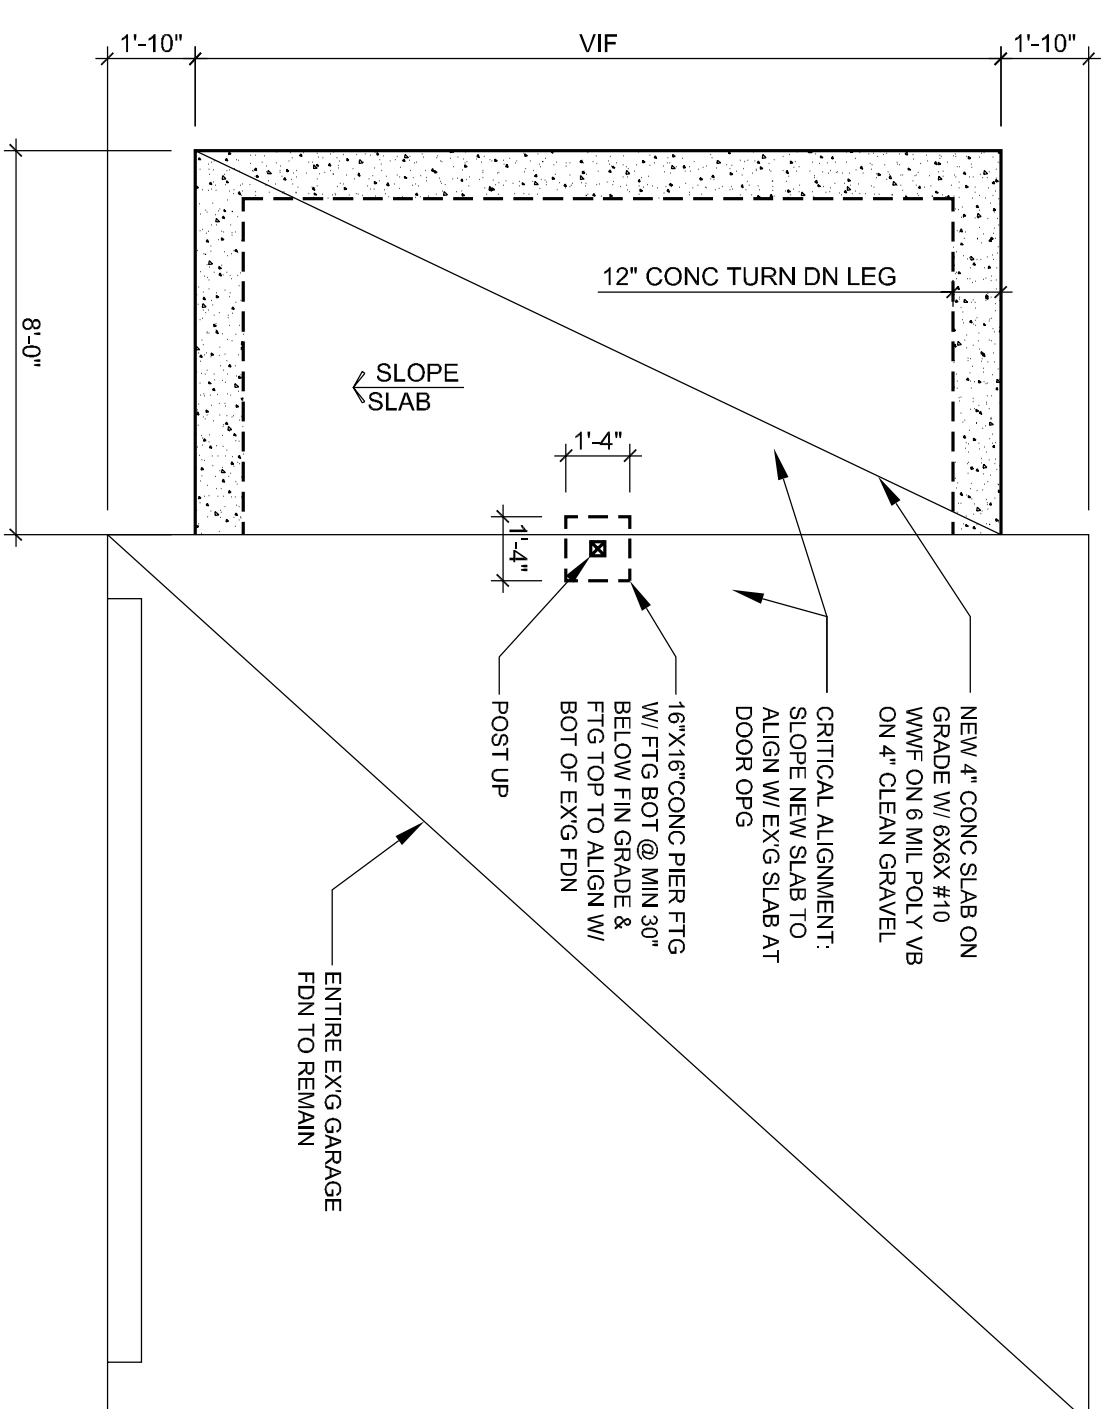 1'-10"
VIF
1'-10"
8'-0"
12" CONC TURN DN LEG
SLOPE
SLAB
1'-4"
1'-4"
NEW 4" CONC SLAB ON
GRADE W/ 6X6X #10
WWF ON 6 MIL POLY VB
ON 4" CLEAN GRAVEL
CRITICAL ALIGNMENT:
SLOPE NEW SLAB TO
ALIGN W/ EX'G SLAB AT
DOOR OPG
16"X16"CONC PIER FTG
W/ FTG BOT @ MIN 30"
BELOW FIN GRADE &
FTG TOP TO ALIGN W/
BOT OF EX'G FDN
POST UP
ENTIRE EX'G GARAGE
FDN TO REMAIN